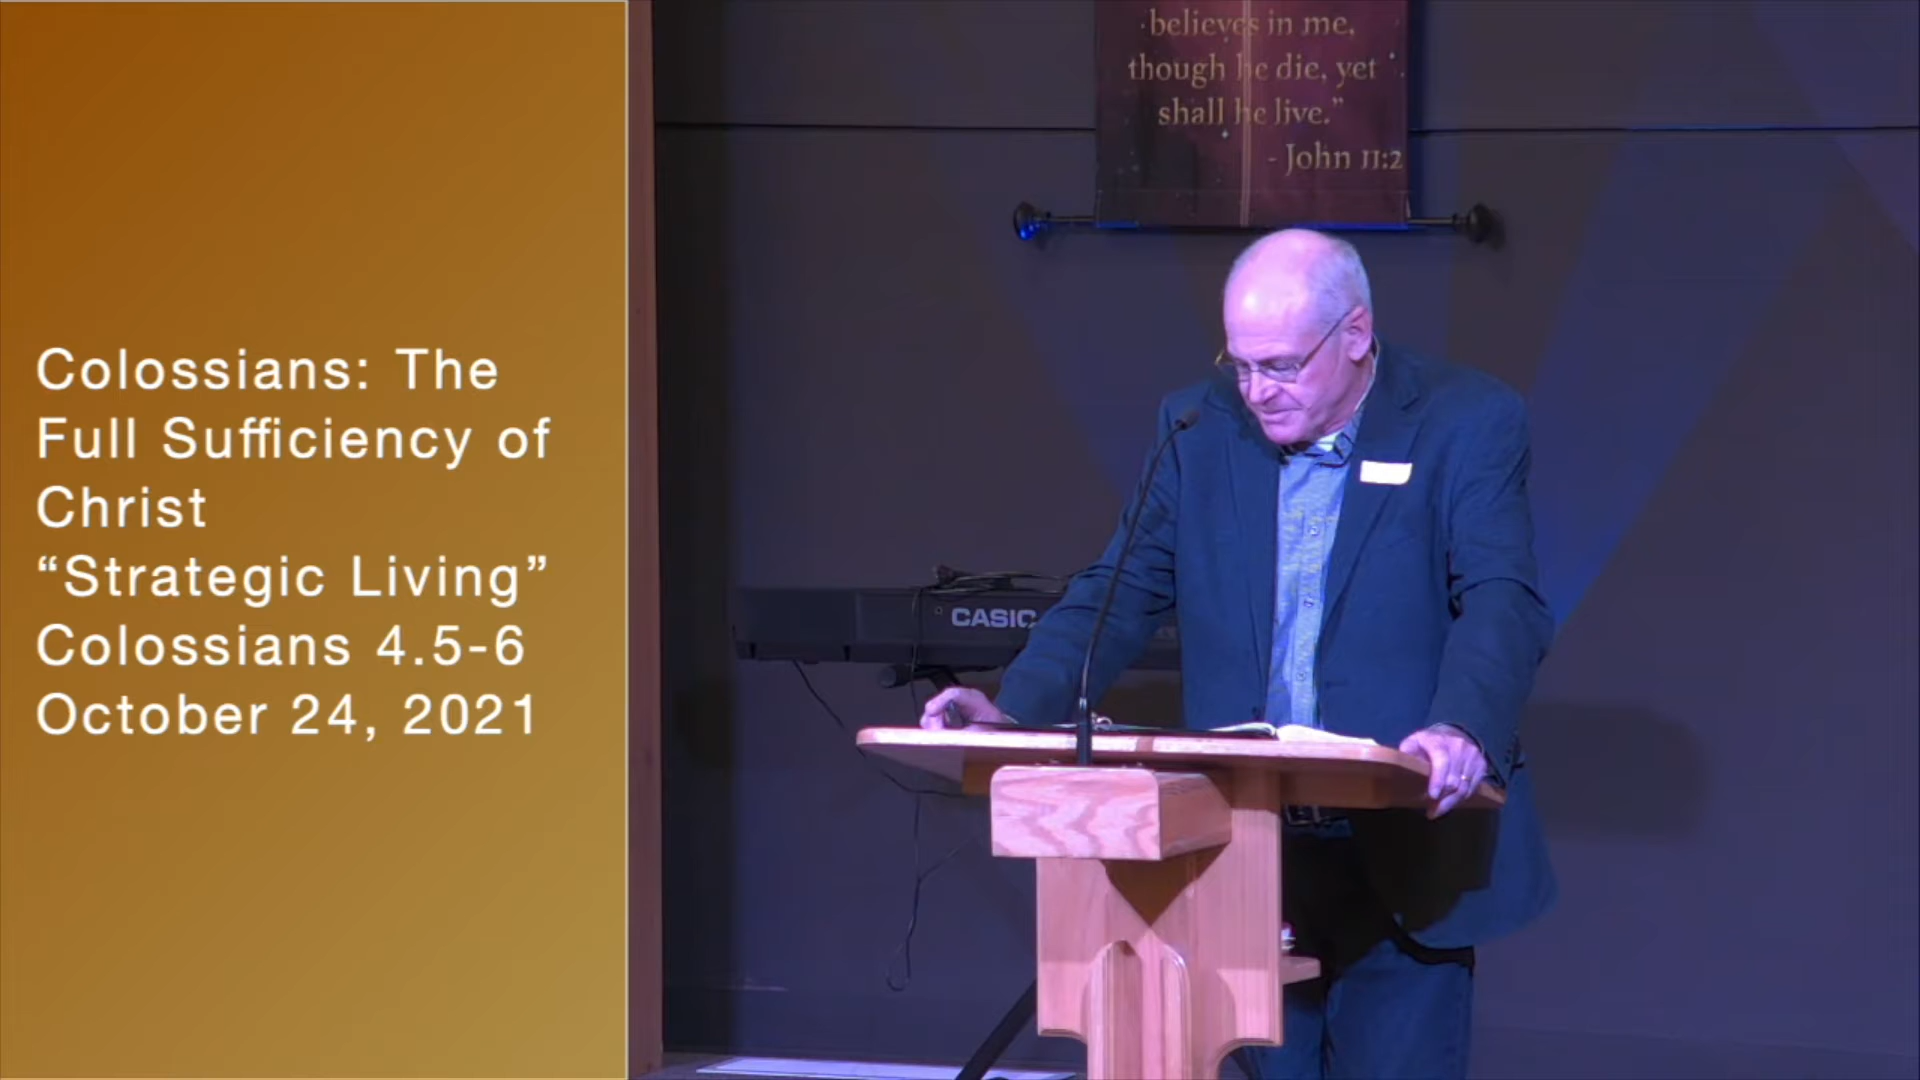 Colossians: The
Full Sufficiency of
Christ
“Strategic Living”
Colossians 4.5-6
October 24, 2021
believes in me,
though he die, yet
shall he live.”
- John 11:2
CASIO